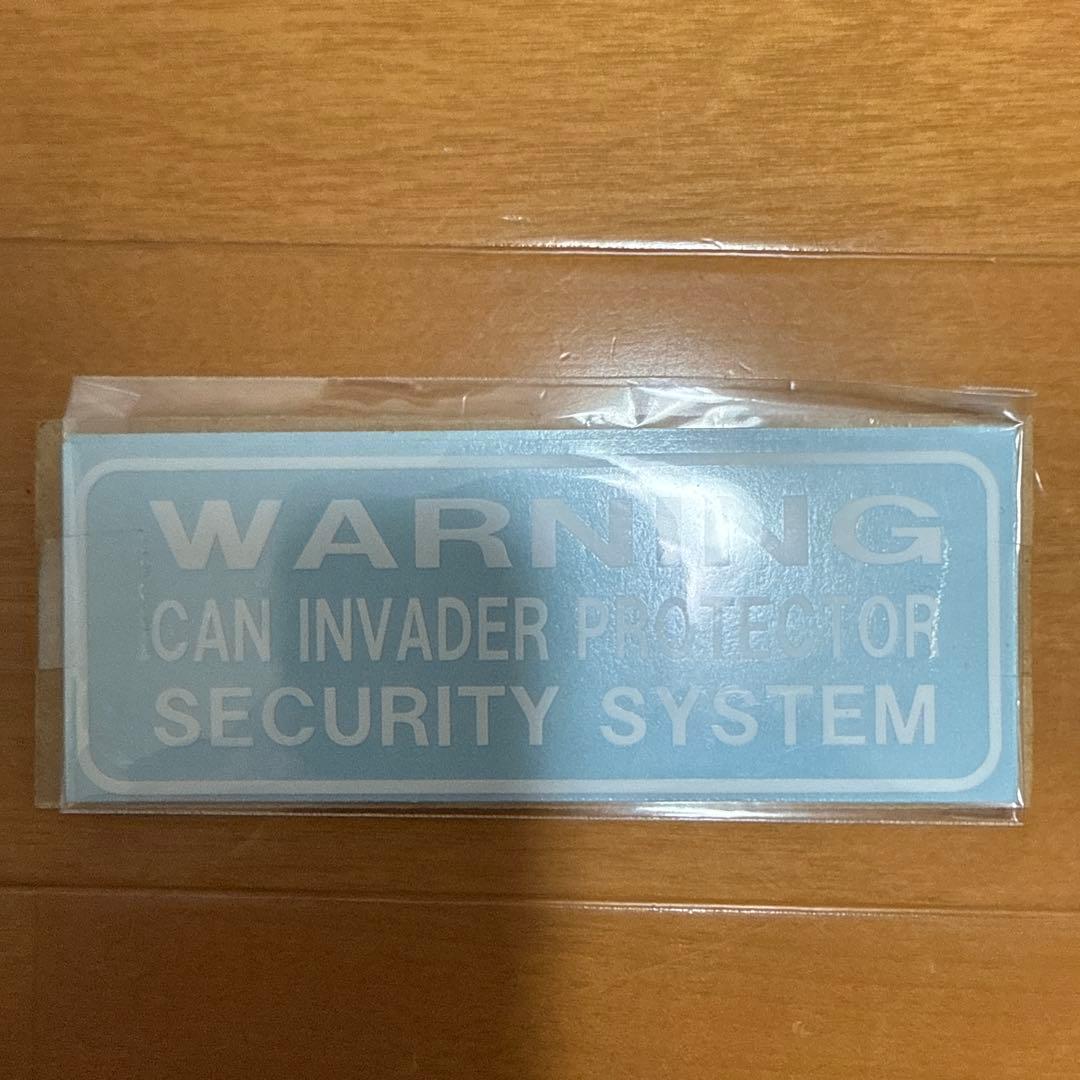 WARNING
CAN INVADER PROTECTOR
SECURITY SYSTEM